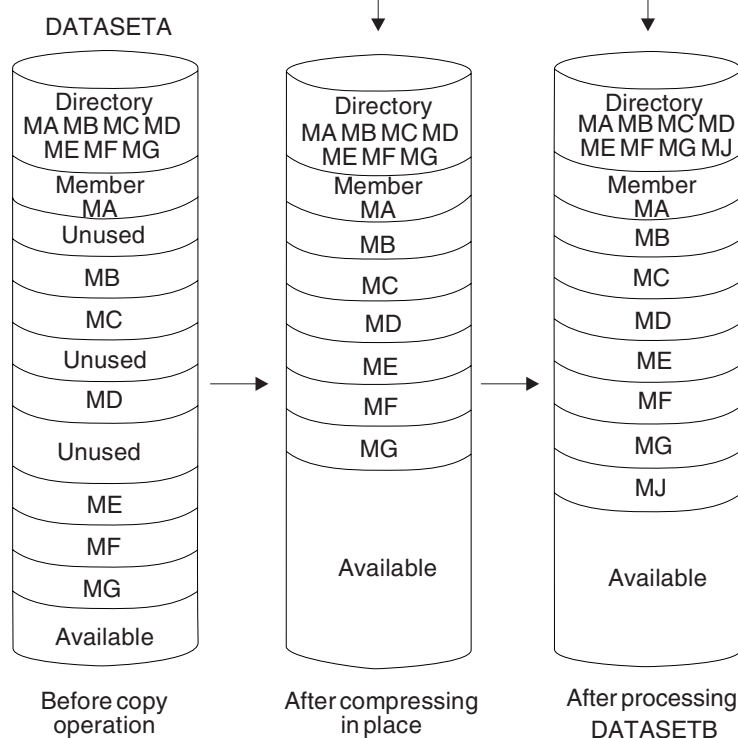 DATASETA
Directory
MA MB MC MD
ME MF MG
Member
MA
Unused
MB
MC
Unused
MD
Unused
ME
MF
MG
Available
Before copy
operation
Directory
MA MB MC MD
ME MF MG
Member
MA
MB
MC
MD
ME
MF
MG
Available
After compressing
in place
Directory
MA MB MC MD
ME MF MG MJ
Member
MA
MB
MC
MD
ME
MF
MG
MJ
Available
After processing
DATASETB